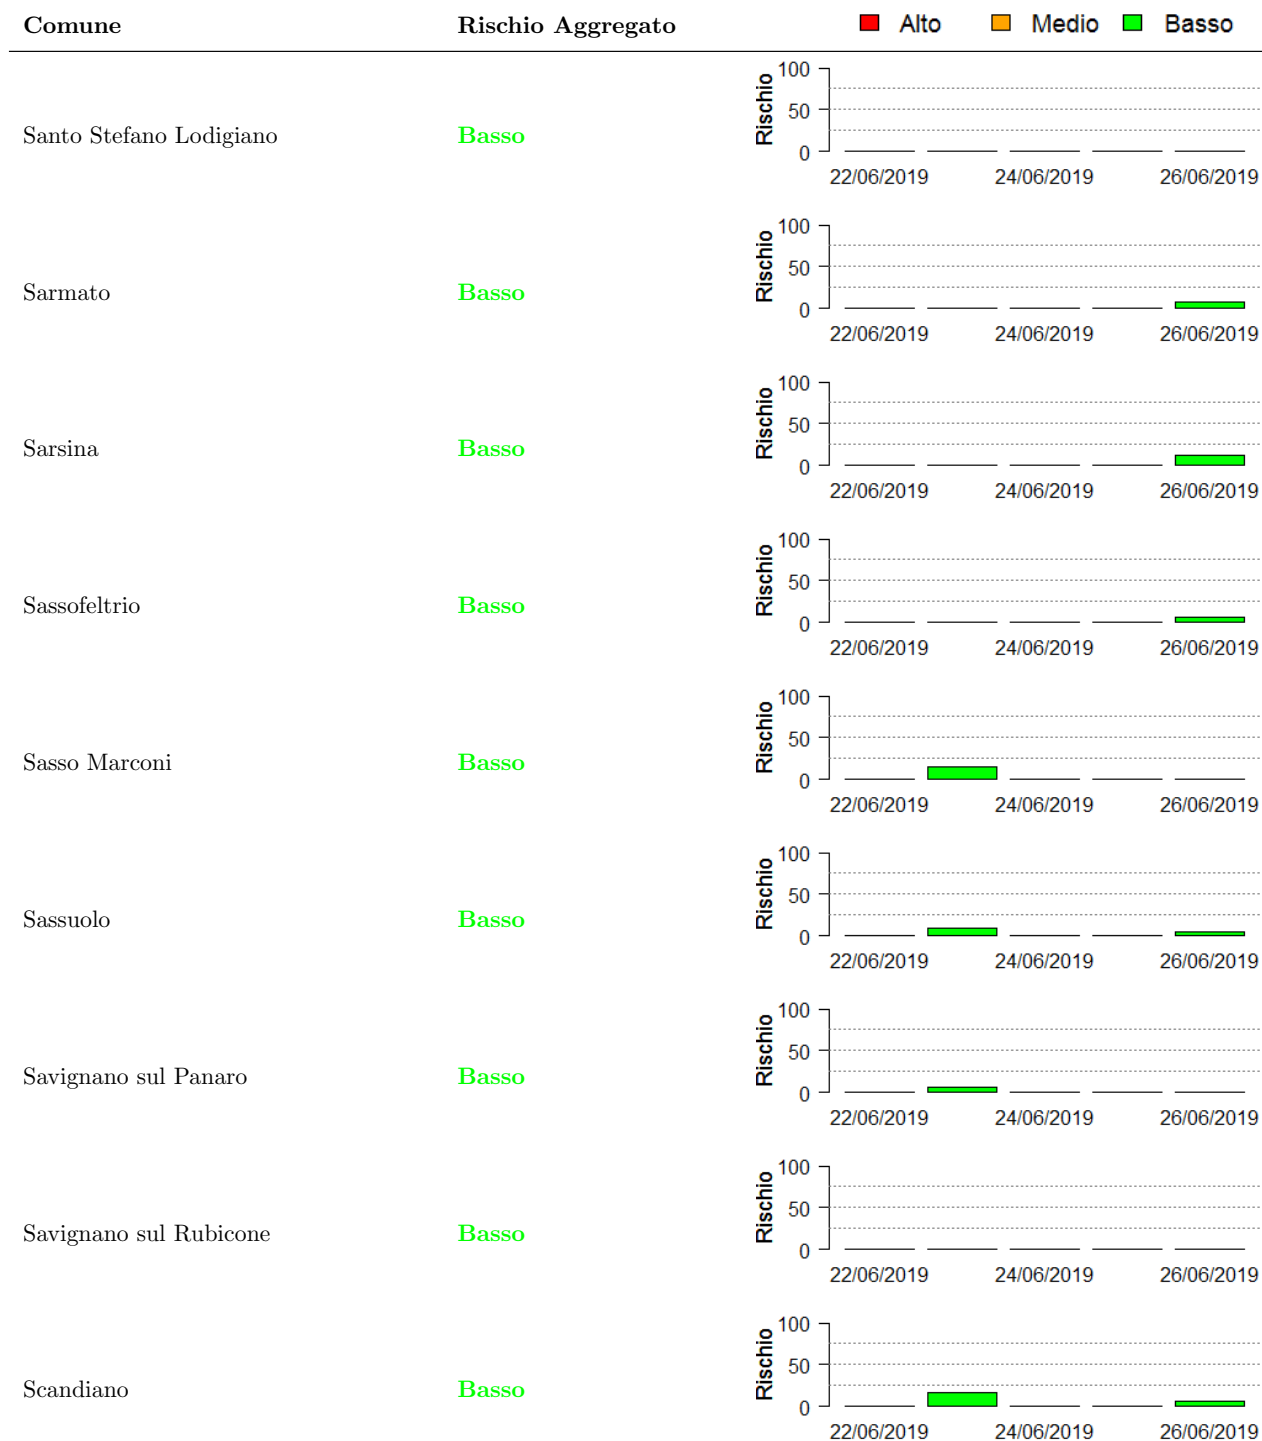 Comune Rischio Aggregato Alto Medio Basso
Santo Stefano Lodigiano Basso
Rischio
100
50
0
22/06/2019 24/06/2019 26/06/2019
Sarmato Basso
Rischio
100
50
0
22/06/2019 24/06/2019 26/06/2019
Sarsina Basso
Rischio
100
50
0
22/06/2019 24/06/2019 26/06/2019
Sassofeltrio Basso
Rischio
100
50
0
22/06/2019 24/06/2019 26/06/2019
Sasso Marconi Basso
Rischio
100
50
0
22/06/2019 24/06/2019 26/06/2019
Sassuolo Basso
Rischio
100
50
0
22/06/2019 24/06/2019 26/06/2019
Savignano sul Panaro Basso
Rischio
100
50
0
22/06/2019 24/06/2019 26/06/2019
Savignano sul Rubicone Basso
Rischio
100
50
0
22/06/2019 24/06/2019 26/06/2019
Scandiano Basso
Rischio
100
50
0
22/06/2019 24/06/2019 26/06/2019